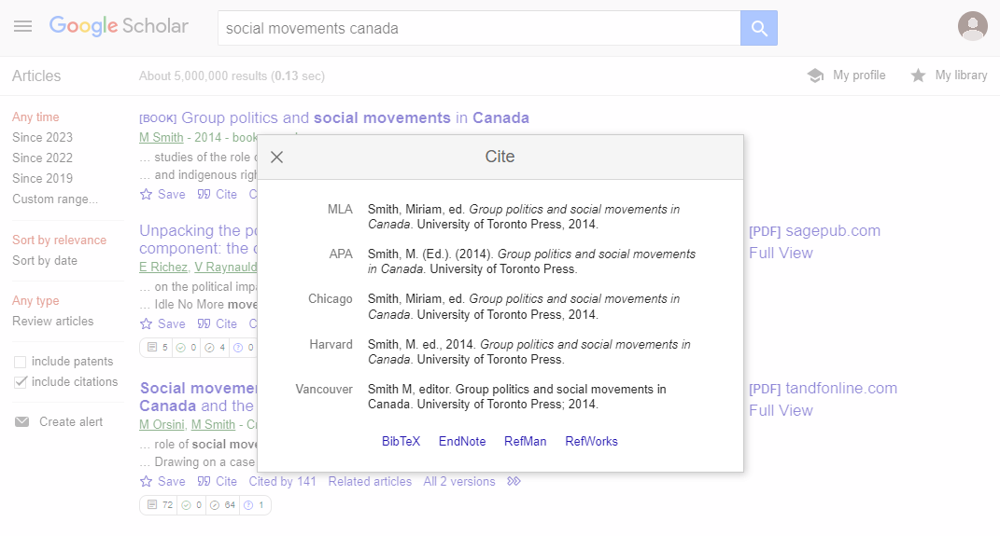 Google Scholar
social movements canada
Articles
About 5,000,000 results (0.13 sec)
My profile
My library
Any time
Since 2023
Since 2022
Since 2019
Custom range...
Sort by relevance
Sort by date
Any type
Review articles
include patents
include citations
Create alert
[BOOK] Group politics and social movements in Canada
M Smith - 2014 -
... studies of the role
... and indigenous
Save Cite
Unpacking the
component: the
E Richez, V Raynauld
... on the political
... Idle No More
Save Cite
5 0 4 0
[PDF] sagepub.com
Full View
Social
Canada and the
M Orsini, M Smith -
... role of social
... Drawing on a case
Save Cite Cited by 141 Related articles All 2 versions
72 0 64 1
[PDF] tandfonline.com
Full View
Cite
MLA
Smith, Miriam, ed. Group politics and social movements in
Canada. University of Toronto Press, 2014.
APA
Smith, M. (Ed.). (2014). Group politics and social movements
in Canada. University of Toronto Press.
Chicago
Smith, Miriam, ed. Group politics and social movements in
Canada. University of Toronto Press, 2014.
Harvard
Smith, M. ed., 2014. Group politics and social movements in
Canada. University of Toronto Press.
Vancouver
Smith M, editor. Group politics and social movements in
Canada. University of Toronto Press; 2014.
BibTeX EndNote RefMan RefWorks